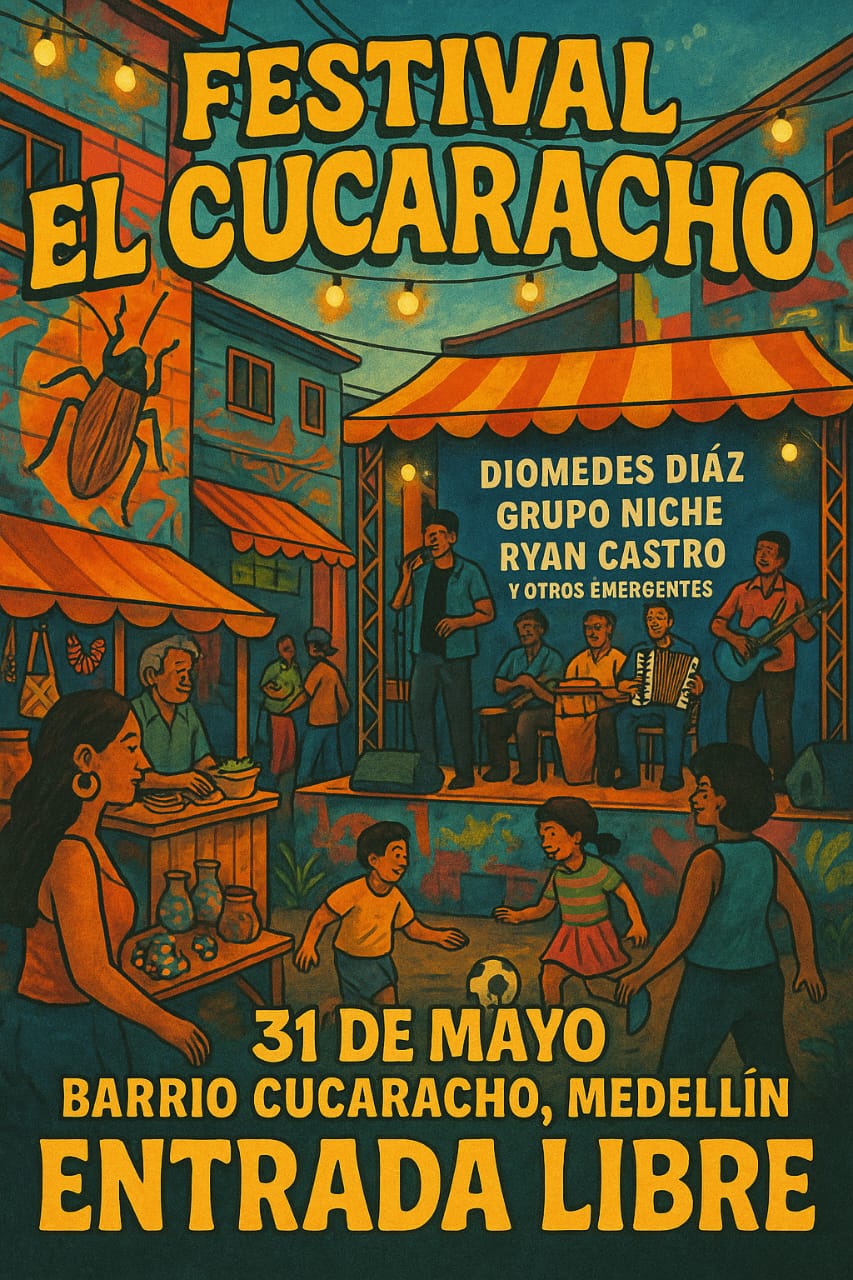 FESTIVAL
EL CUCARACHO
DIOMEDES DIÁZ
GRUPO NICHE
RYAN CASTRO
Y OTROS EMERGENTES
31 DE MAYO
BARRIO CUCARACHO, MEDELLÍN
ENTRADA LIBRE